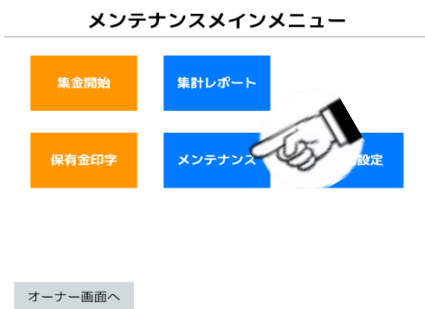 メンテナンスメインメニュー
集金開始
集計レポート
保有金印字
メンテナンス
設定
オーナー画面へ